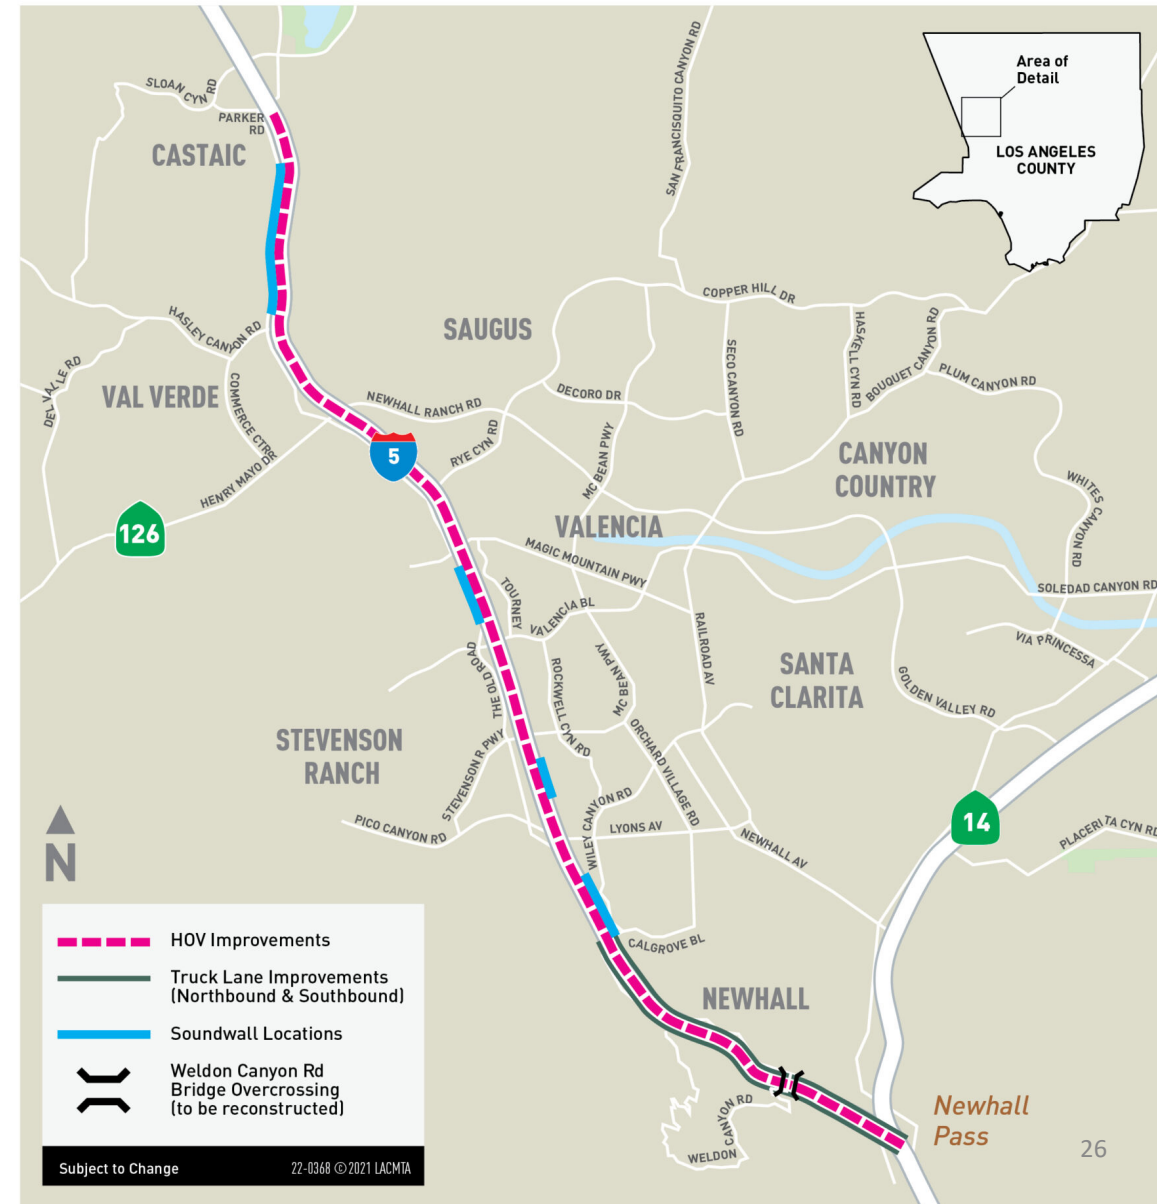 SLOAN CYN RD
PARKER
RD
CASTAIC
SAN FRANCISQUITO CANYON RD
Area of
Detail
LOS ANGELES
COUNTY
HASLEY CANYON RD
DEL VALLE RD
VAL VERDE
COMMERCE CTR
HENRY MAYO DR
126
SAUGUS
COPPER HILL DR
NEWHALL RANCH RD
DECORO DR
SECO CANYON RD
HASKELL CYN RD
BOUQUET CANYON RD
PLUM CANYON RD
5
RYE CYN RD
MC BEAN PWY
CANYON
COUNTRY
WHITES CANYON RD
VALENCIA
MAGIC MOUNTAIN PWY
SOLEDAD CANYON RD
TOURNEY
VALENCIA BL
RAILROAD AV
VIA PRINCESSA
THE OLD ROAD
ROCKWELL CYN RD
MC BEAN PWY
SANTA
CLARITA
GOLDEN VALLEY RD
STEVENSON
RANCH
STEVENSON R PWY
ORCHARD VILLAGE RD
PICO CANYON RD
WILEY CANYON RD
LYONS AV
NEWHALL AV
14
PLACERITA CYN RD
N
CALGROVE BL
NEWHALL
WELDON CANYON RD
Newhall
Pass
HOV Improvements
Truck Lane Improvements
(Northbound & Southbound)
Soundwall Locations
Weldon Canyon Rd
Bridge Overcrossing
(to be reconstructed)
Subject to Change
22-0368 ©2021 LACMTA
26